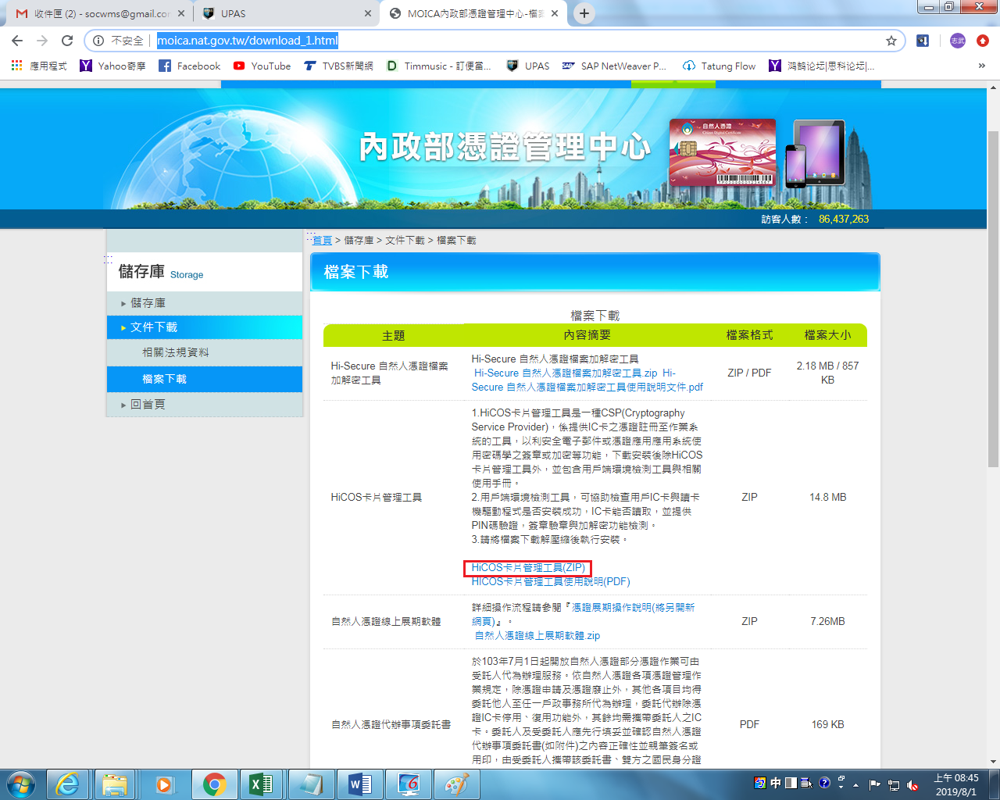 收件匣 (2) - socwms@gmail.co
UPAS
MOICA內政部憑證管理中心-檔案
不安全
moica.nat.gov.tw/download_1.html
志武
應用程式
Yahoo奇摩
Facebook
YouTube
TVBS新聞網
Timmusic - 訂便當...
UPAS
SAP NetWeaver P...
Tatung Flow
鸿鹄论坛|思科论坛|...
»
內政部憑證管理中心
自然人憑證
Citizen Digital Certificate
訪客人數： 86,437,263
首頁 > 儲存庫 > 文件下載 > 檔案下載
儲存庫 Storage
儲存庫
文件下載
相關法規資料
檔案下載
回首頁
檔案下載
檔案下載
主題 內容摘要 檔案格式 檔案大小
Hi-Secure 自然人憑證檔案
加解密工具
Hi-Secure 自然人憑證檔案加解密工具
Hi-Secure 自然人憑證檔案加解密工具.zip Hi-
Secure 自然人憑證檔案加解密工具使用說明文件.pdf
ZIP / PDF
2.18 MB / 857
KB
HiCOS卡片管理工具
1.HiCOS卡片管理工具是一種CSP(Cryptography
Service Provider)，係提供IC卡之憑證註冊至作業系
統的工具，以利安全電子郵件或憑證應用應用系統使
用密碼學之簽章或加密等功能，下載安裝後除HiCOS
卡片管理工具外，並包含用戶端環境檢測工具與相關
使用手冊。
2.用戶端環境檢測工具，可協助檢查用戶IC卡與讀卡
機驅動程式是否安裝成功，IC卡能否讀取，並提供
PIN碼驗證，簽章驗章與加解密功能檢測。
3.請將檔案下載解壓縮後執行安裝。
HiCOS卡片管理工具(ZIP)
HiCOS卡片管理工具使用說明(PDF)
ZIP
14.8 MB
自然人憑證線上展期軟體
詳細操作流程請參閱『憑證展期操作說明(將另開新
網頁)』。
自然人憑證線上展期軟體.zip
ZIP
7.26MB
自然人憑證代辦事項委託書
於103年7月1日起開放自然人憑證部分憑證作業可由
受託人代為辦理服務。依自然人憑證各項憑證管理作
業規定，除憑證申請及憑證廢止外，其他各項目均得
委託他人至任一戶政事務所代為辦理，委託代辦除憑
證IC卡停用、復用功能外，其餘均需攜帶委託人之IC
卡。委託人及受委託人應先行填妥並確認自然人憑證
代辦事項委託書(如附件)之內容正確性並親筆簽名或
用印，由受委託人攜帶該委託書、雙方之國民身分證
PDF
169 KB
中
上午 08:45
2019/8/1